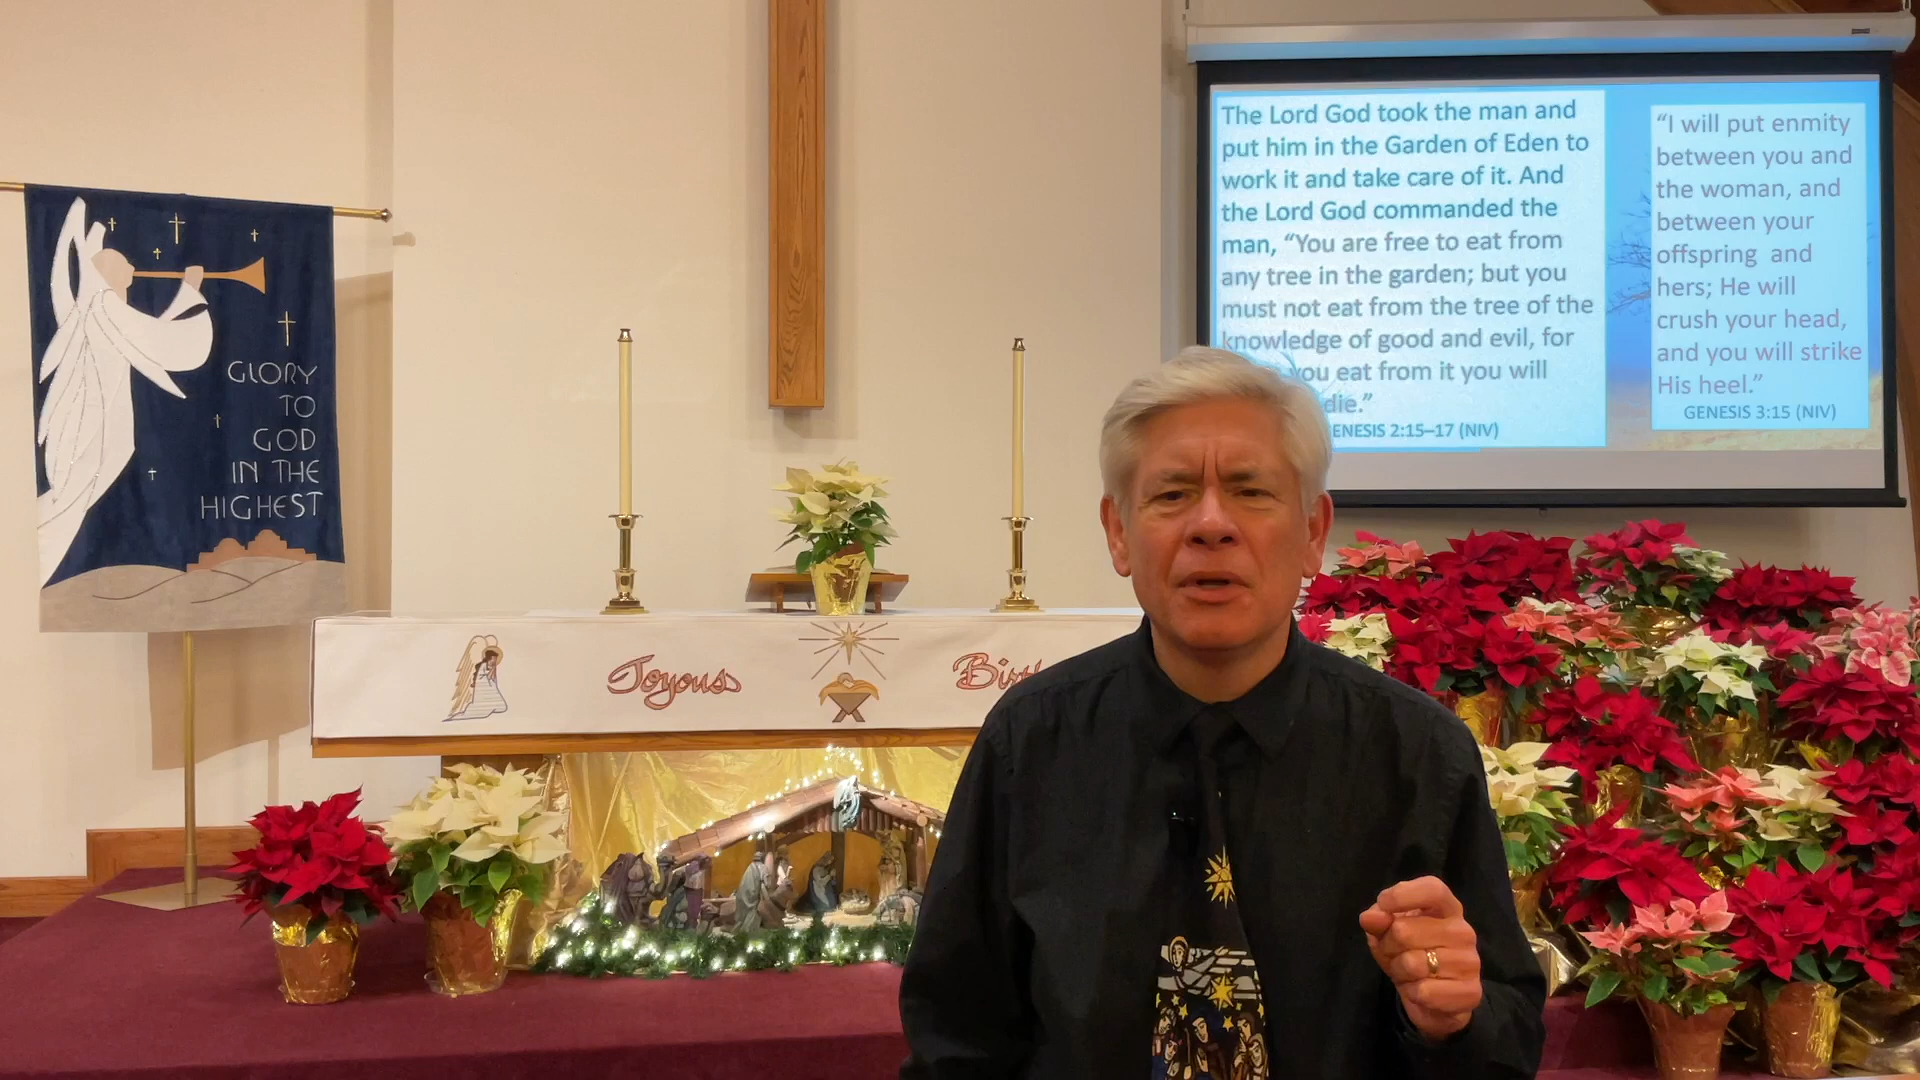 GLORY
TO
GOD
IN THE
HIGHEST
Joyous
The Lord God took the man and
put him in the Garden of Eden to
work it and take care of it. And
the Lord God commanded the
man, “You are free to eat from
any tree in the garden; but you
must not eat from the tree of the
knowledge of good and evil, for
you eat from it you will
die.”
ENESIS 2:15–17 (NIV)
“I will put enmity
between you and
the woman, and
between your
offspring and
hers; He will
crush your head,
and you will strike
His heel.”
GENESIS 3:15 (NIV)